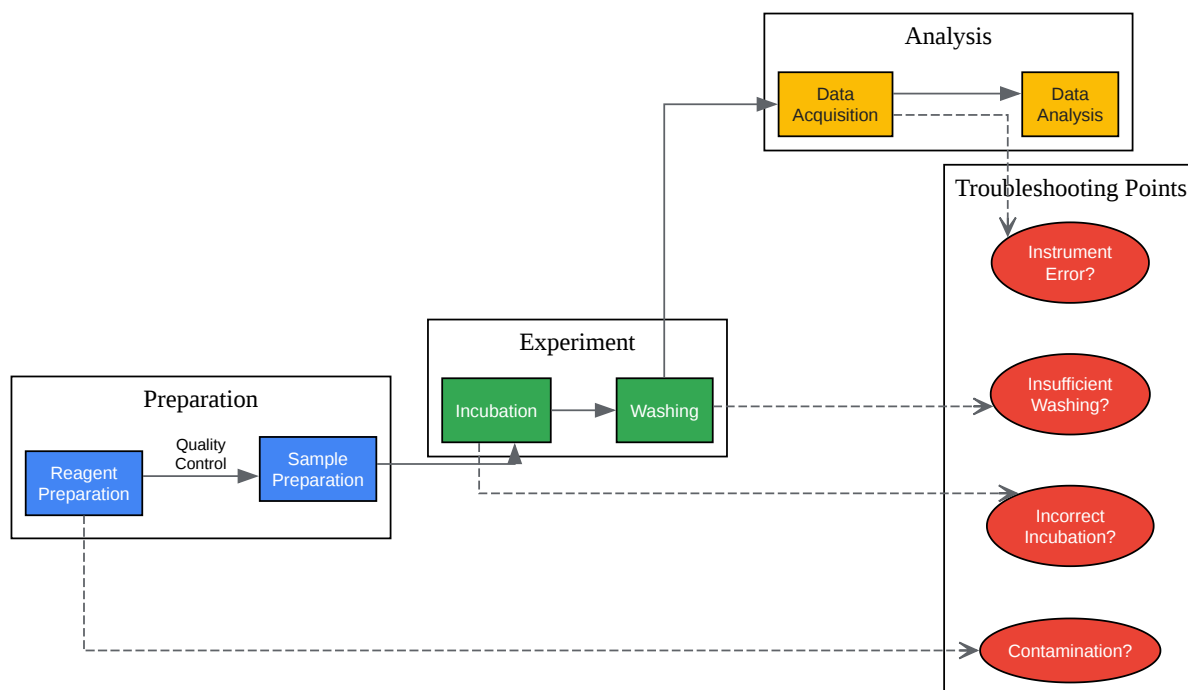 Analysis
Data
Acquisition
Data
Analysis
Troubleshooting Points
Instrument
Error?
Insufficient
Washing?
Incorrect
Incubation?
Contamination?
Experiment
Incubation
Washing
Preparation
Reagent
Preparation
Quality
Control
Sample
Preparation